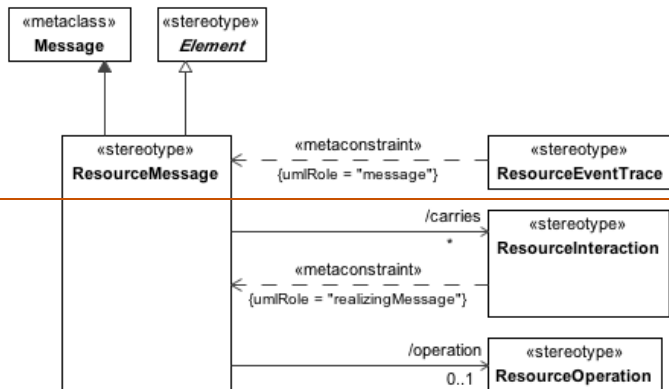 «metaclass»
Message
«stereotype»
Element
«stereotype»
ResourceMessage
«metaconstraint»
{umlRole = "message"}
«stereotype»
ResourceEventTrace
/carries
*
«stereotype»
ResourceInteraction
«metaconstraint»
{umlRole = "realizingMessage"}
/operation
0..1
«stereotype»
ResourceOperation